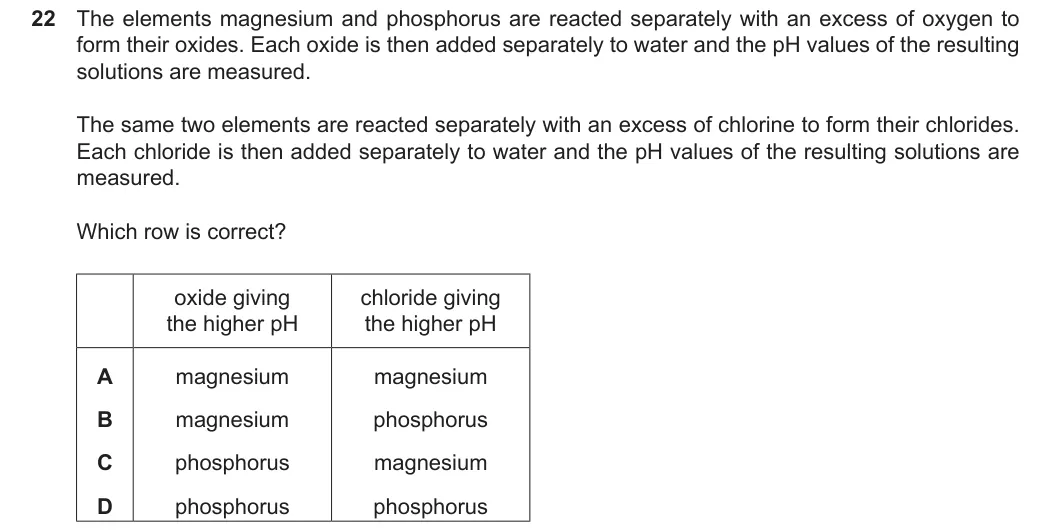 22 The elements magnesium and phosphorus are reacted separately with an excess of oxygen to
form their oxides. Each oxide is then added separately to water and the pH values of the resulting
solutions are measured.
The same two elements are reacted separately with an excess of chlorine to form their chlorides.
Each chloride is then added separately to water and the pH values of the resulting solutions are
measured.
Which row is correct?
oxide giving the higher pH
chloride giving the higher pH
A magnesium magnesium
B magnesium phosphorus
C phosphorus magnesium
D phosphorus phosphorus